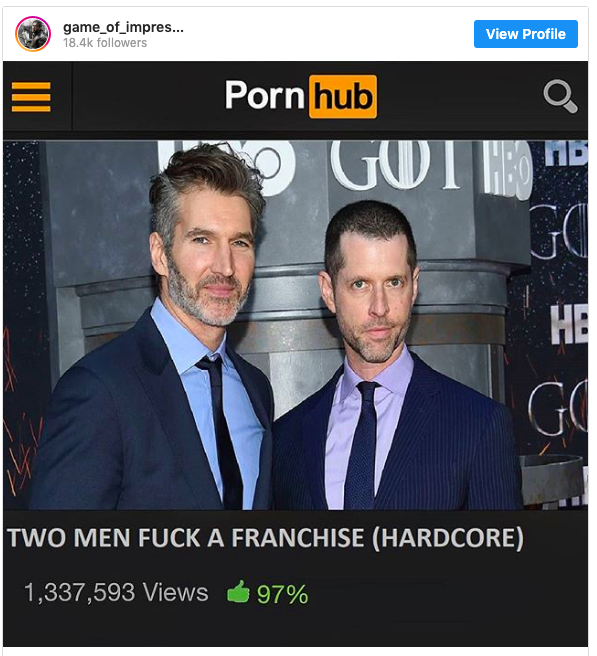 game_of_impres...
18.4k followers
View Profile
Porn hub
HBO GOT HBO HB
GO
HB
GO
TWO MEN FUCK A FRANCHISE (HARDCORE)
1,337,593 Views 97%